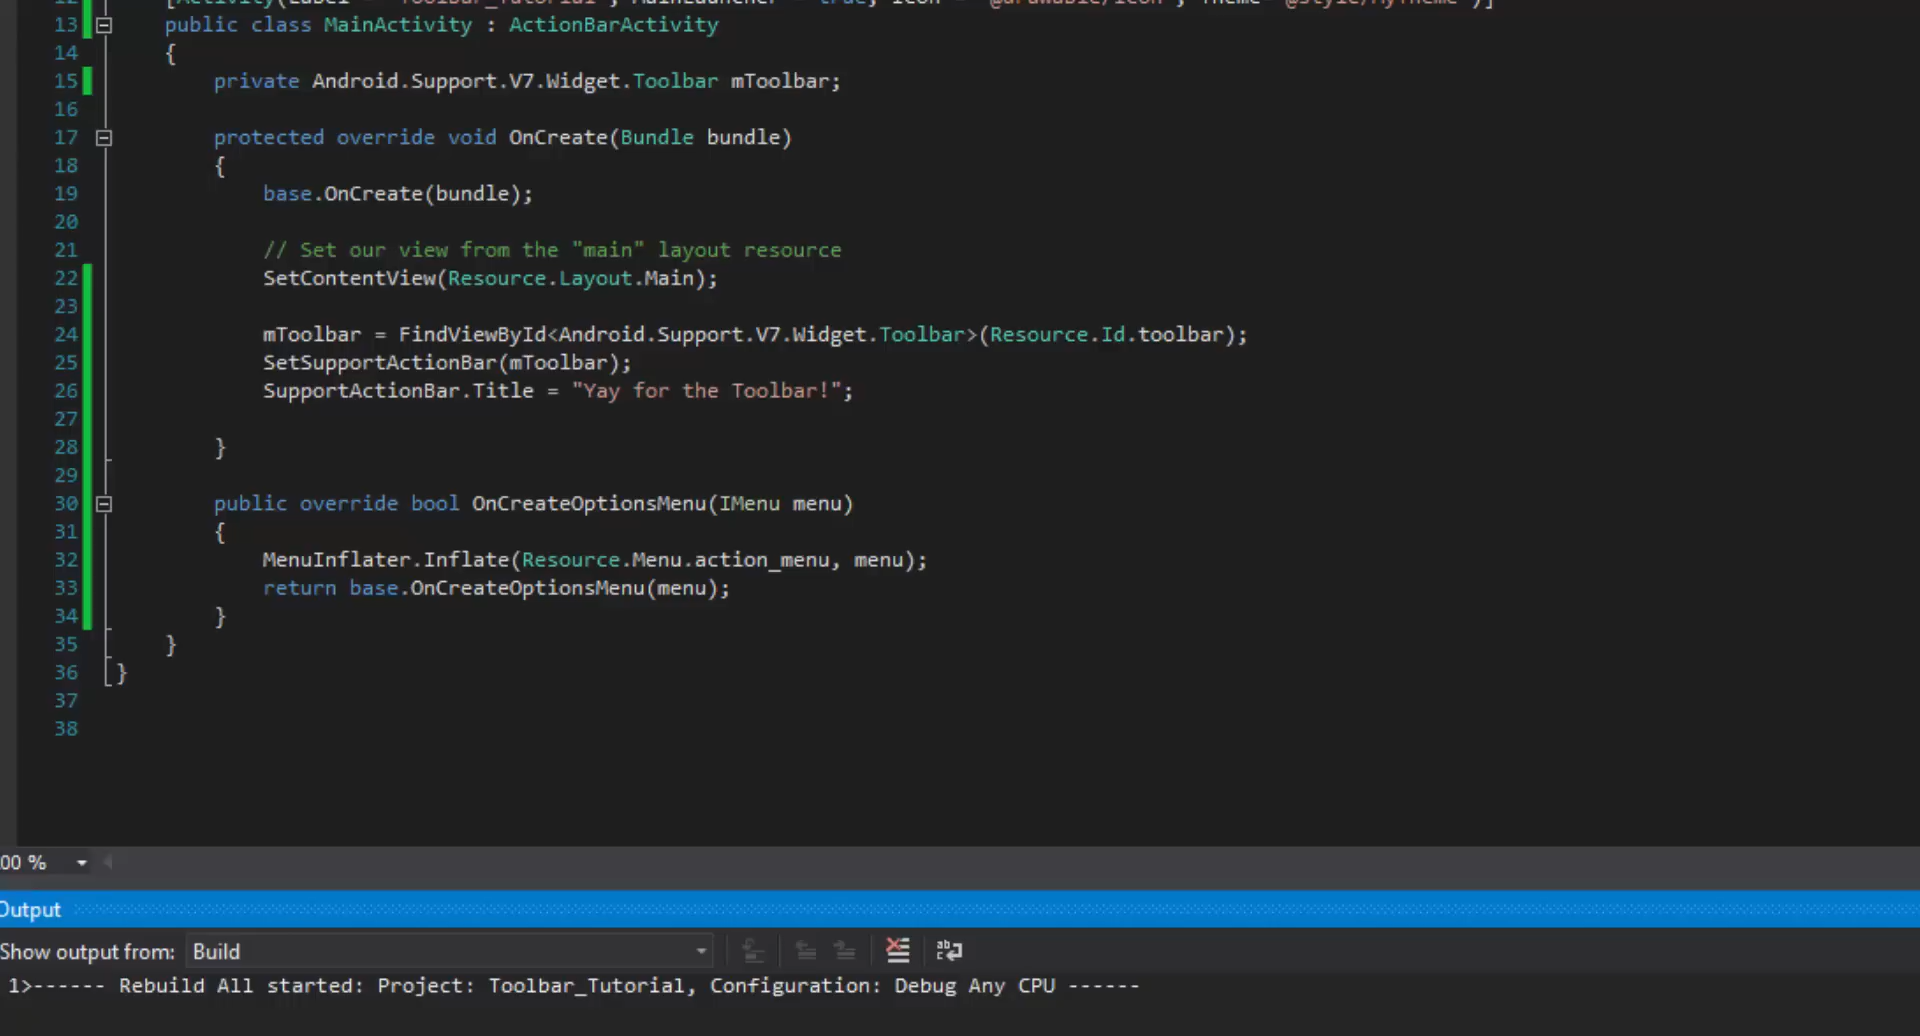 13 public class MainActivity : ActionBarActivity
14 {
15 private Android.Support.V7.Widget.Toolbar mToolbar;
16
17 protected override void OnCreate(Bundle bundle)
18 {
19 base.OnCreate(bundle);
20
21 // Set our view from the "main" layout resource
22 SetContentView(Resource.Layout.Main);
23
24 mToolbar = FindViewById<Android.Support.V7.Widget.Toolbar>(Resource.Id.toolbar);
25 SetSupportActionBar(mToolbar);
26 SupportActionBar.Title = "Yay for the Toolbar!";
27
28 }
29
30 public override bool OnCreateOptionsMenu(IMenu menu)
31 {
32 MenuInflater.Inflate(Resource.Menu.action_menu, menu);
33 return base.OnCreateOptionsMenu(menu);
34 }
35 }
36 }
37
38
00 %
Output
Show output from: Build
1>------ Rebuild All started: Project: Toolbar_Tutorial, Configuration: Debug Any CPU ------